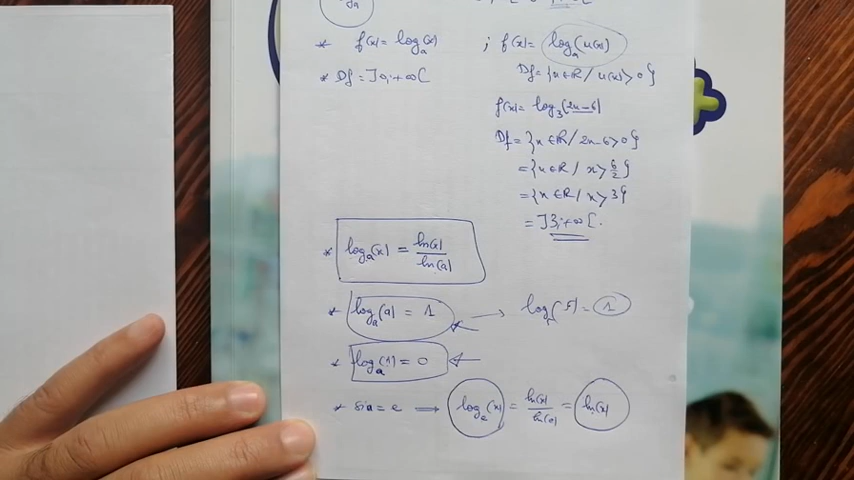 * f(x) = log_a(x) ; f(x) = log_a(u(x))
* Df = ]0;+∞[ Df = {x ∈ ℝ / u(x) > 0}
f(x) = log_3(2x-6)
Df = {x ∈ ℝ / 2x-6 > 0}
= {x ∈ ℝ / x > 6/2}
= {x ∈ ℝ / x > 3}
= ]3;+∞[.
* log_a(x) = ln(x)/ln(a)
* log_a(a) = 1 → log_5(5) = 1
* log_a(1) = 0 ←
* si a = e ⟹ log_e(x) = ln(x)/ln(e) = ln(x)